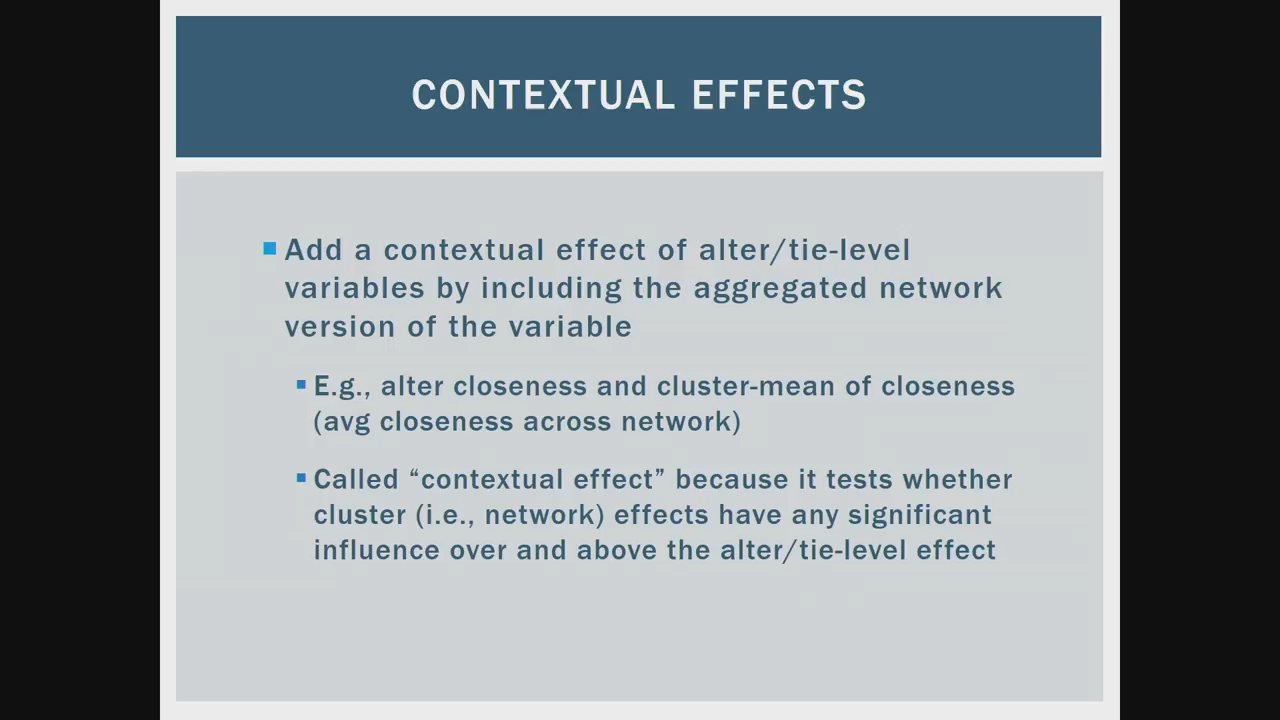 CONTEXTUAL EFFECTS
Add a contextual effect of alter/tie-level
variables by including the aggregated network
version of the variable
E.g., alter closeness and cluster-mean of closeness
(avg closeness across network)
Called “contextual effect” because it tests whether
cluster (i.e., network) effects have any significant
influence over and above the alter/tie-level effect